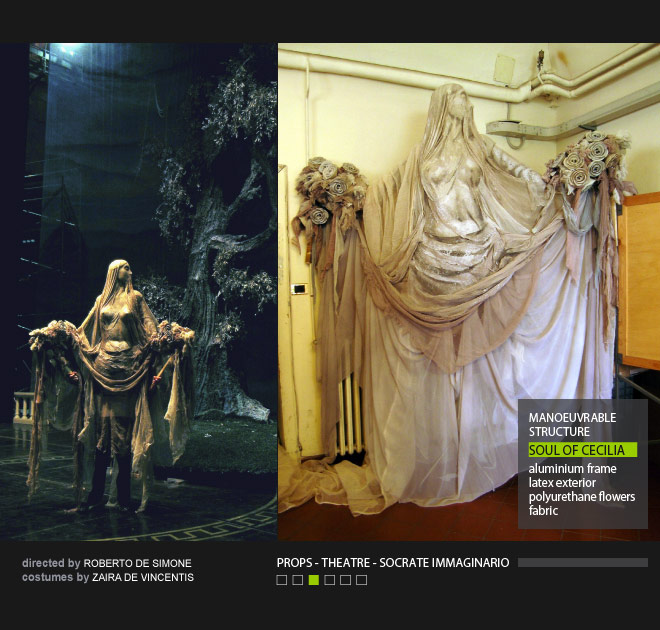 MANOEUVRABLE
STRUCTURE
SOUL OF CECILIA
aluminium frame
latex exterior
polyurethane flowers
fabric
directed by ROBERTO DE SIMONE
costumes by ZAIRA DE VINCENTIS
PROPS - THEATRE - SOCRATE IMMAGINARIO